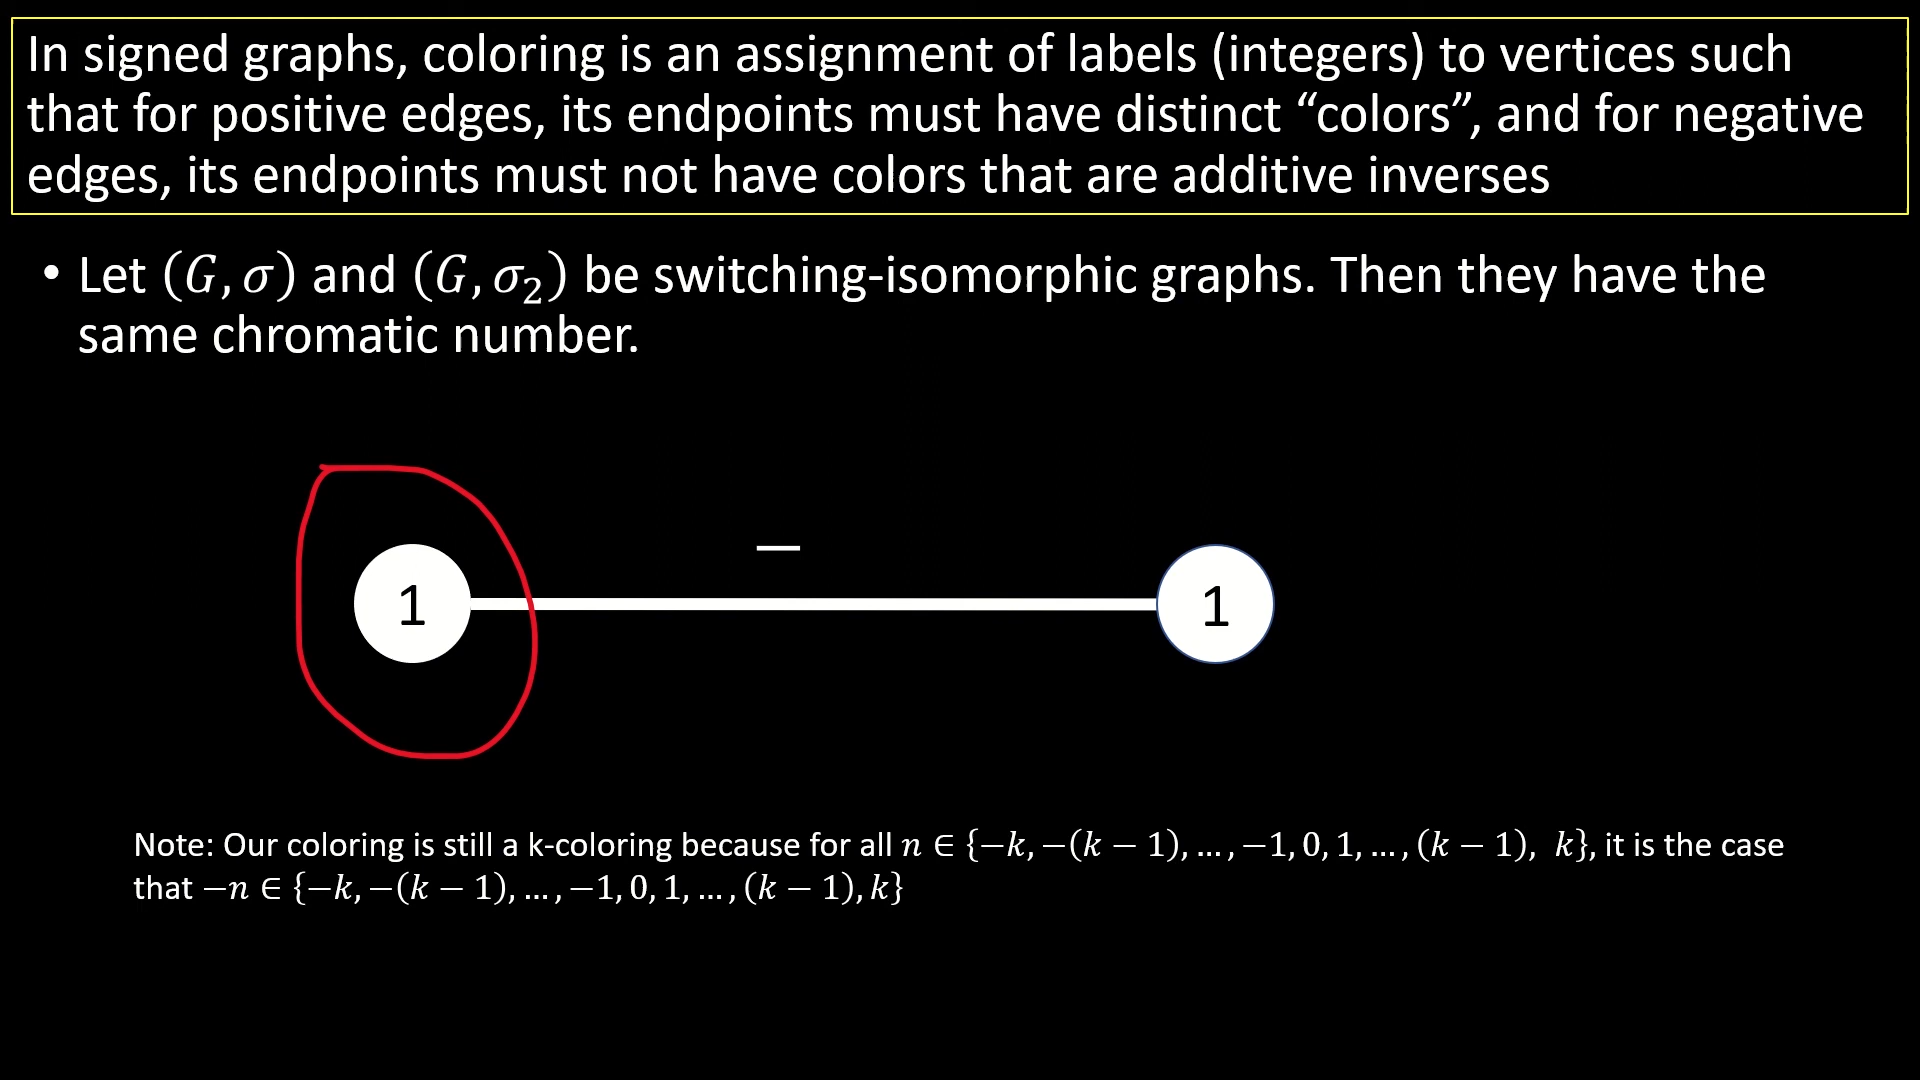 In signed graphs, coloring is an assignment of labels (integers) to vertices such
that for positive edges, its endpoints must have distinct “colors”, and for negative
edges, its endpoints must not have colors that are additive inverses
• Let (𝐺, 𝜎) and (𝐺, 𝜎₂) be switching-isomorphic graphs. Then they have the
same chromatic number.
−
1 1
Note: Our coloring is still a k-coloring because for all 𝑛 ∈ {−𝑘, −(𝑘 − 1), … , −1, 0, 1, … , (𝑘 − 1), 𝑘}, it is the case
that −𝑛 ∈ {−𝑘, −(𝑘 − 1), … , −1, 0, 1, … , (𝑘 − 1), 𝑘}